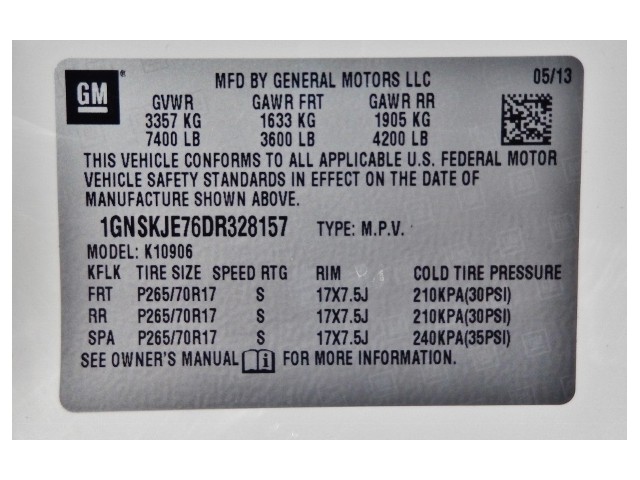 GM
MFD BY GENERAL MOTORS LLC 05/13
GVWR GAWR FRT GAWR RR
3357 KG 1633 KG 1905 KG
7400 LB 3600 LB 4200 LB
THIS VEHICLE CONFORMS TO ALL APPLICABLE U.S. FEDERAL MOTOR
VEHICLE SAFETY STANDARDS IN EFFECT ON THE DATE OF
MANUFACTURE SHOWN ABOVE.
1GNSKJE76DR328157 TYPE: M.P.V.
MODEL: K10906
KFLK TIRE SIZE SPEED RTG RIM COLD TIRE PRESSURE
FRT P265/70R17 S 17X7.5J 210KPA(30PSI)
RR P265/70R17 S 17X7.5J 210KPA(30PSI)
SPA P265/70R17 S 17X7.5J 240KPA(35PSI)
SEE OWNER'S MANUAL FOR MORE INFORMATION.